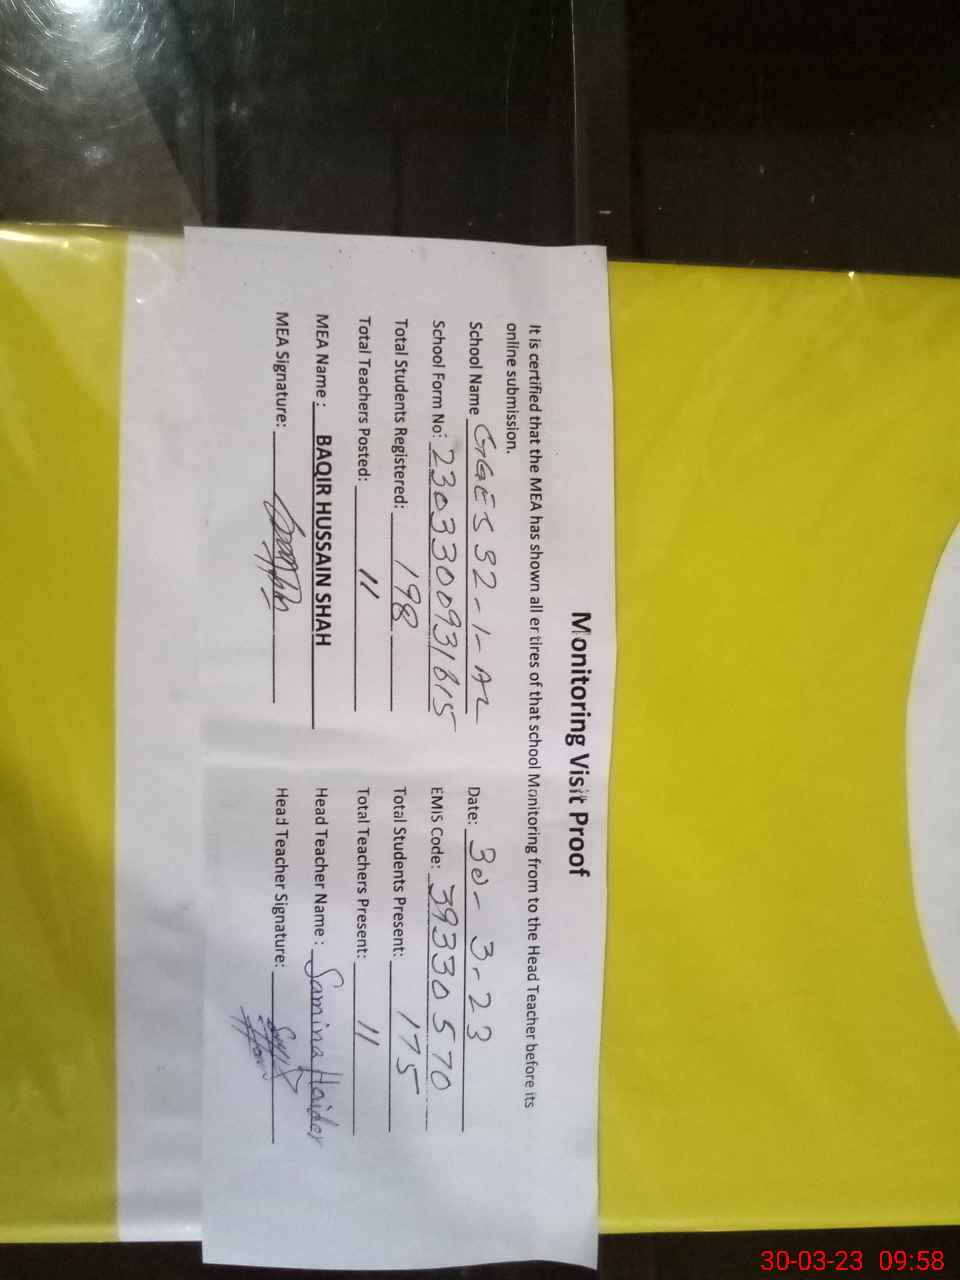 Monitoring Visit Proof
It is certified that the MEA has shown all entires of that school Monitoring from to the Head Teacher before its
online submission.
School Name GGES 92-1-AL Date: 30-3-23
School Form No: 2303300931615 EMIS Code: 39330570
Total Students Registered: 198 Total Students Present: 175
Total Teachers Posted: 11 Total Teachers Present: 11
MEA Name: BAQIR HUSSAIN SHAH Head Teacher Name: Samina Haider
MEA Signature: Head Teacher Signature:
30-03-23 09:58